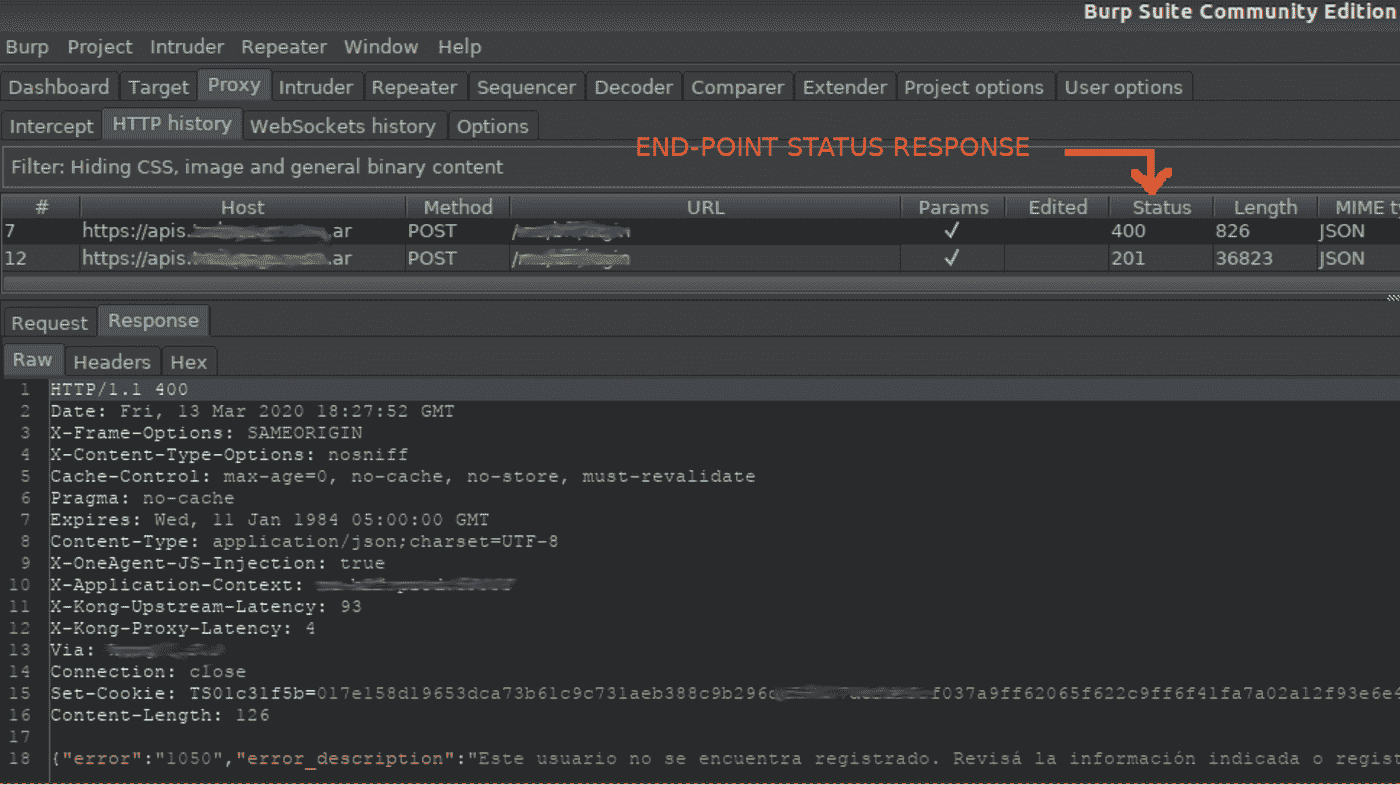 Burp Suite Community Edition
Burp Project Intruder Repeater Window Help
Dashboard Target Proxy Intruder Repeater Sequencer Decoder Comparer Extender Project options User options
Intercept HTTP history WebSockets history Options
END-POINT STATUS RESPONSE
Filter: Hiding CSS, image and general binary content
# Host Method URL Params Edited Status Length MIME ty
7 https://apis. .ar POST / ✓ 400 826 JSON
12 https://apis. .ar POST / ✓ 201 36823 JSON
Request Response
Raw Headers Hex
1 HTTP/1.1 400
2 Date: Fri, 13 Mar 2020 18:27:52 GMT
3 X-Frame-Options: SAMEORIGIN
4 X-Content-Type-Options: nosniff
5 Cache-Control: max-age=0, no-cache, no-store, must-revalidate
6 Pragma: no-cache
7 Expires: Wed, 11 Jan 1984 05:00:00 GMT
8 Content-Type: application/json;charset=UTF-8
9 X-OneAgent-JS-Injection: true
10 X-Application-Context:
11 X-Kong-Upstream-Latency: 93
12 X-Kong-Proxy-Latency: 4
13 Via:
14 Connection: close
15 Set-Cookie: TS01c31f5b=017e158d19653dca73b61c9c731aeb388c9b296 f037a9ff62065f622c9ff6f41fa7a02a12f93e6e4
16 Content-Length: 126
17
18 {"error":"1050","error_description":"Este usuario no se encuentra registrado. Revisá la información indicada o regist